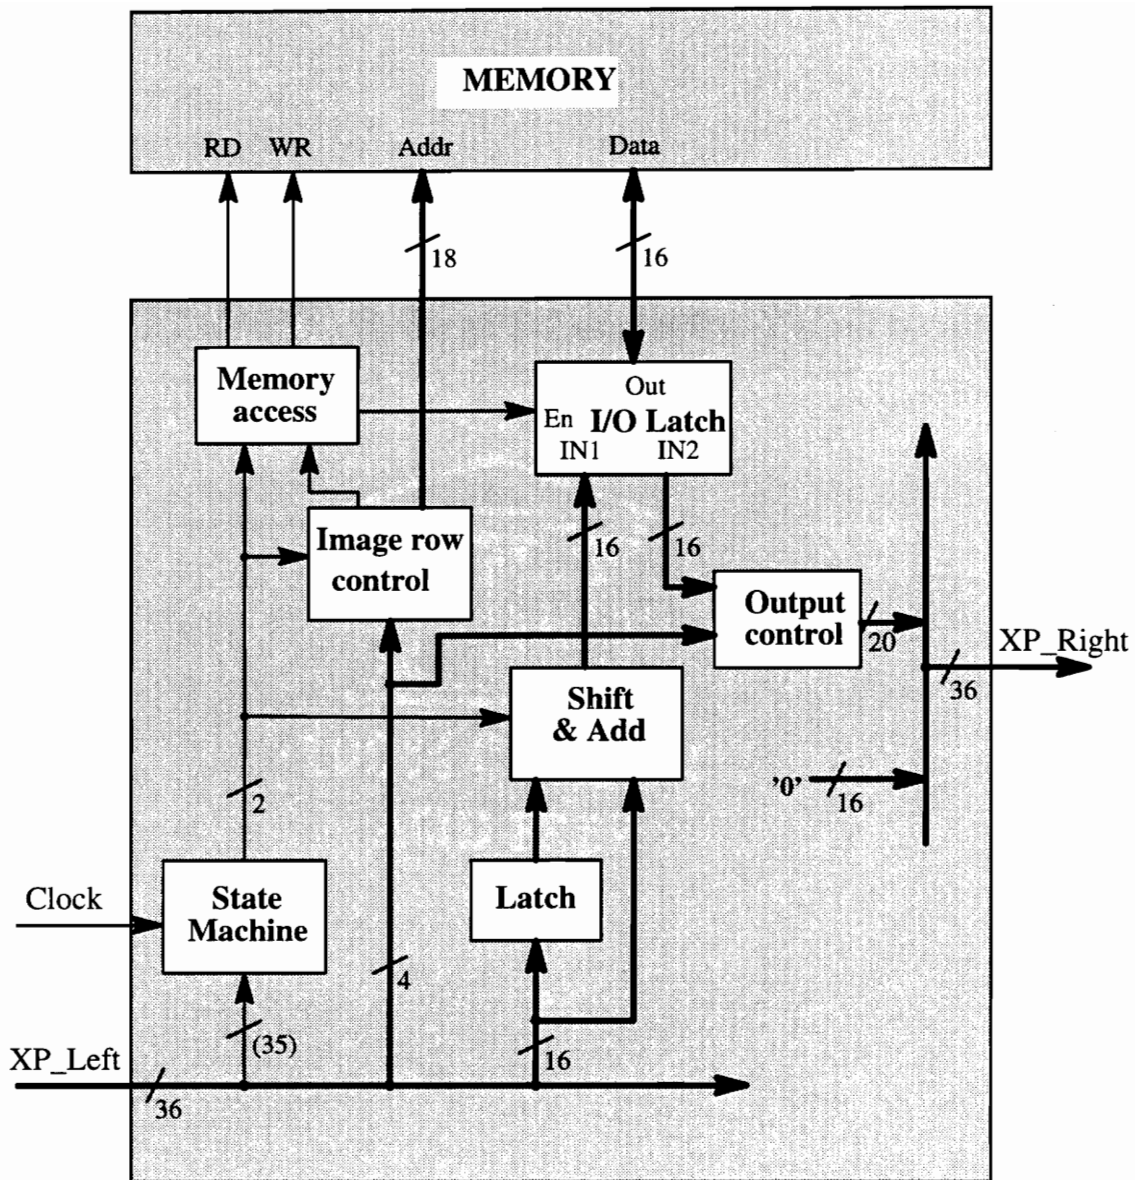 MEMORY
RD WR Addr Data
18
16
Memory
access
Out
En I/O Latch
IN1 IN2
Image row
control
16
16
Output
control
20
XP_Right
36
Shift
& Add
'0'
16
2
Clock
State
Machine
Latch
4
(35)
16
XP_Left
36